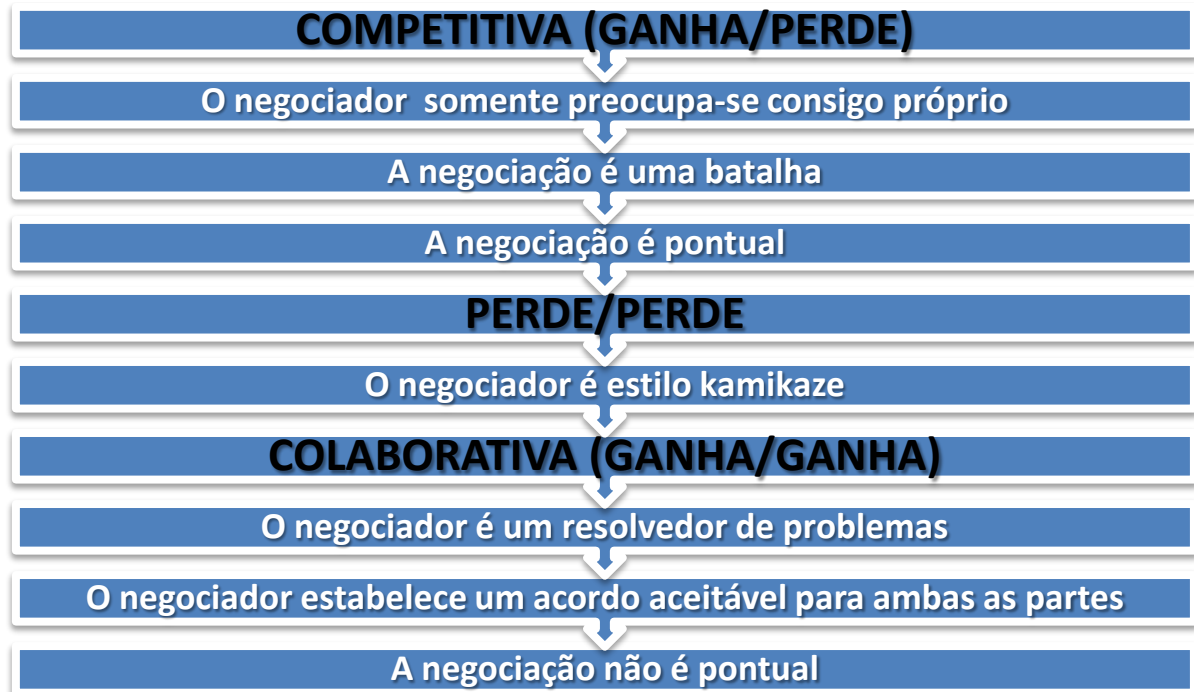 COMPETITIVA (GANHA/PERDE)
O negociador somente preocupa-se consigo próprio
A negociação é uma batalha
A negociação é pontual
PERDE/PERDE
O negociador é estilo kamikaze
COLABORATIVA (GANHA/GANHA)
O negociador é um resolvedor de problemas
O negociador estabelece um acordo aceitável para ambas as partes
A negociação não é pontual